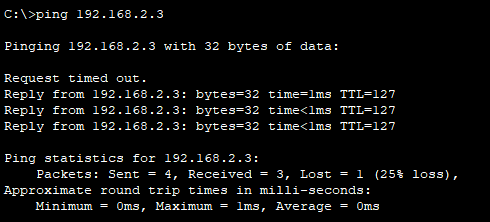 C:\>ping 192.168.2.3
Pinging 192.168.2.3 with 32 bytes of data:
Request timed out.
Reply from 192.168.2.3: bytes=32 time=1ms TTL=127
Reply from 192.168.2.3: bytes=32 time<1ms TTL=127
Reply from 192.168.2.3: bytes=32 time<1ms TTL=127
Ping statistics for 192.168.2.3:
Packets: Sent = 4, Received = 3, Lost = 1 (25% loss),
Approximate round trip times in milli-seconds:
Minimum = 0ms, Maximum = 1ms, Average = 0ms